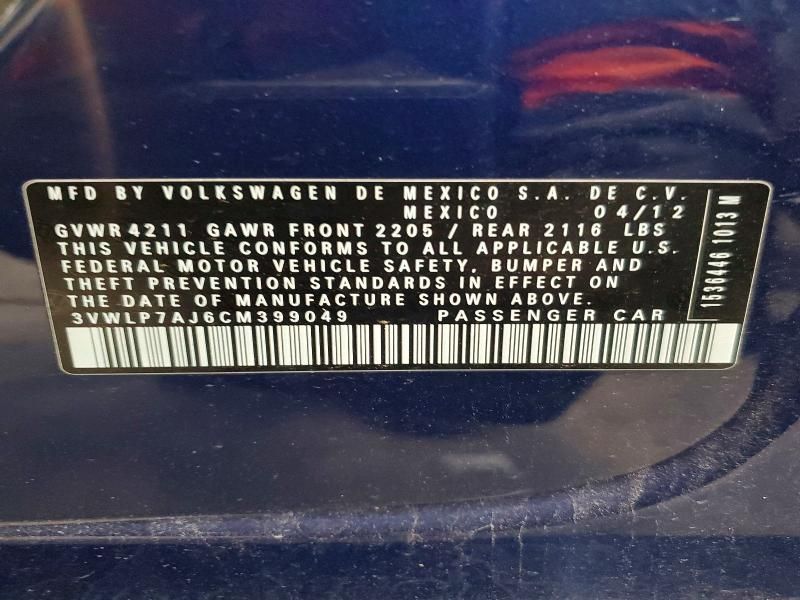 MFD BY VOLKSWAGEN DE MEXICO S.A. DE C.V.
MEXICO 04/12
GVWR 4211 GAWR FRONT 2205 / REAR 2116 LBS
THIS VEHICLE CONFORMS TO ALL APPLICABLE U.S.
FEDERAL MOTOR VEHICLE SAFETY, BUMPER AND
THEFT PREVENTION STANDARDS IN EFFECT ON
THE DATE OF MANUFACTURE SHOWN ABOVE.
3VWLP7AJ6CM399049 PASSENGER CAR
1536446 1013 M